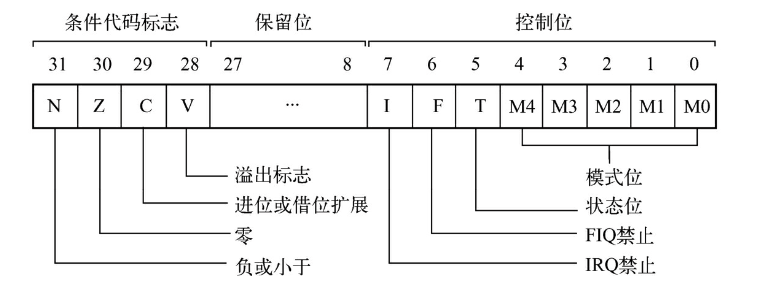 条件代码标志 保留位 控制位
31 30 29 28 27 8 7 6 5 4 3 2 1 0
N Z C V ... I F T M4 M3 M2 M1 M0
溢出标志 模式位
进位或借位扩展 状态位
零 FIQ禁止
负或小于 IRQ禁止